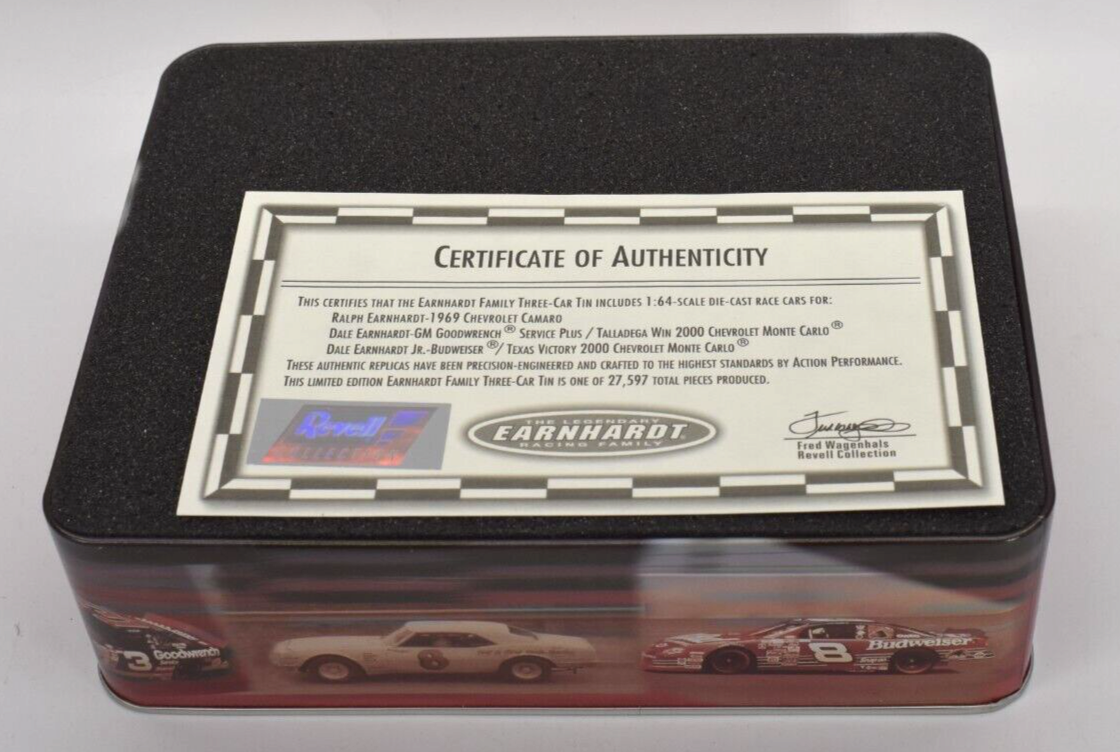 Certificate of Authenticity
This certifies that the Earnhardt Family Three-Car Tin includes 1:64-scale die-cast race cars for:
Ralph Earnhardt-1969 Chevrolet Camaro
Dale Earnhardt-GM Goodwrench® Service Plus / Talladega Win 2000 Chevrolet Monte Carlo®
Dale Earnhardt Jr.-Budweiser®/ Texas Victory 2000 Chevrolet Monte Carlo®
These authentic replicas have been precision-engineered and crafted to the highest standards by Action Performance.
This limited edition Earnhardt Family Three-Car Tin is one of 27,597 total pieces produced.
Revell
COLLECTION
THE LEGENDARY
EARNHARDT®
RACING FAMILY
Fred Wagenhals
Revell Collection
3 Goodwrench
8
8 Budweiser